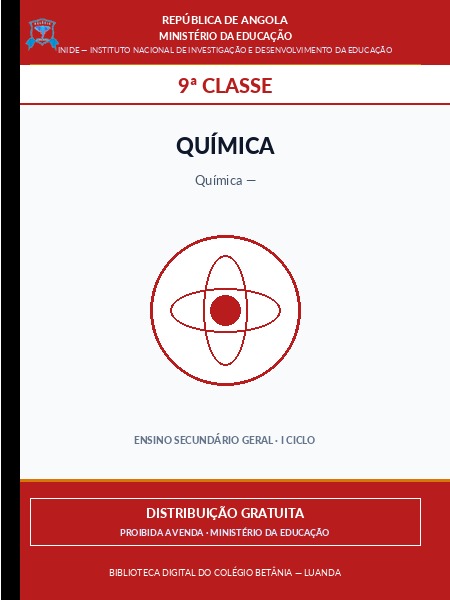 REPÚBLICA DE ANGOLA
MINISTÉRIO DA EDUCAÇÃO
INIDE — INSTITUTO NACIONAL DE INVESTIGAÇÃO E DESENVOLVIMENTO DA EDUCAÇÃO
9ª CLASSE
QUÍMICA
Química —
ENSINO SECUNDÁRIO GERAL · I CICLO
DISTRIBUIÇÃO GRATUITA
PROIBIDA A VENDA · MINISTÉRIO DA EDUCAÇÃO
BIBLIOTECA DIGITAL DO COLÉGIO BETÂNIA — LUANDA